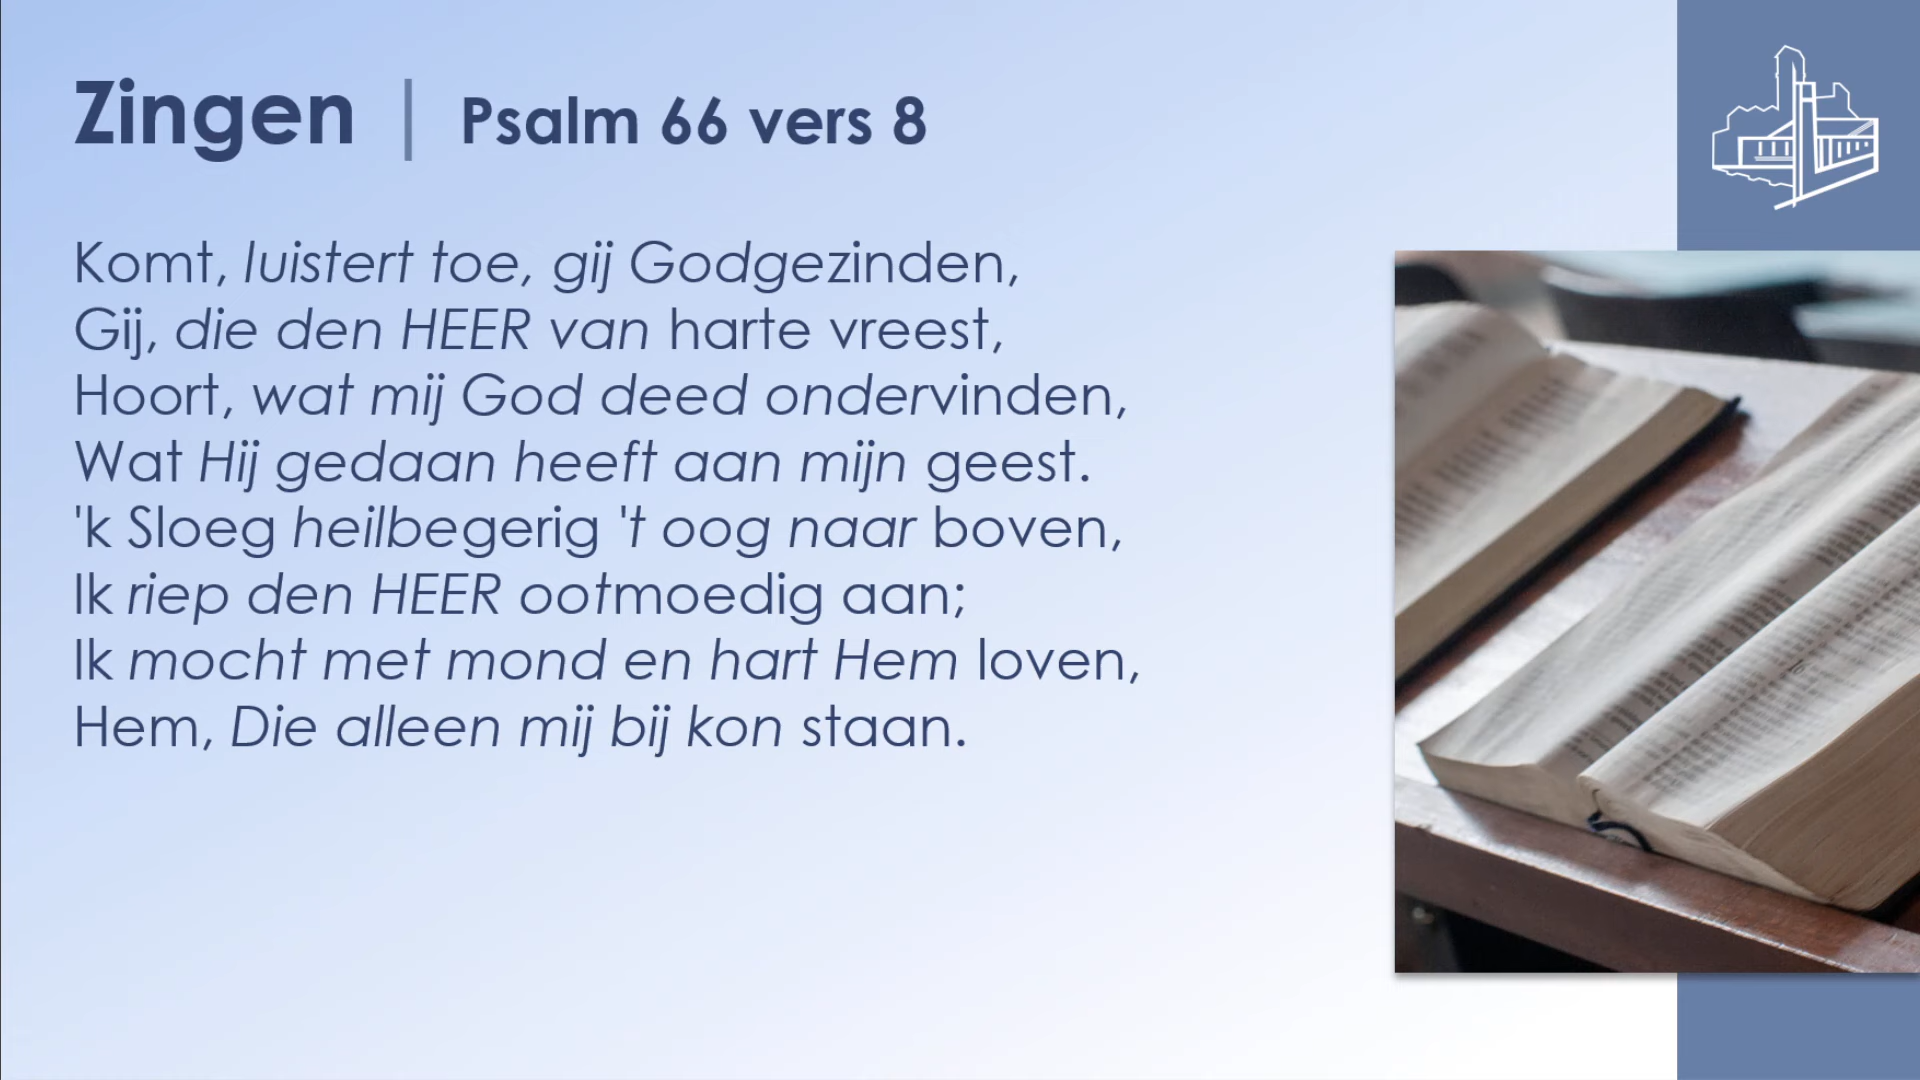 Zingen | Psalm 66 vers 8
Komt, luistert toe, gij Godgezinden,
Gij, die den HEER van harte vreest,
Hoort, wat mij God deed ondervinden,
Wat Hij gedaan heeft aan mijn geest.
'k Sloeg heilbegerig 't oog naar boven,
Ik riep den HEER ootmoedig aan;
Ik mocht met mond en hart Hem loven,
Hem, Die alleen mij bij kon staan.